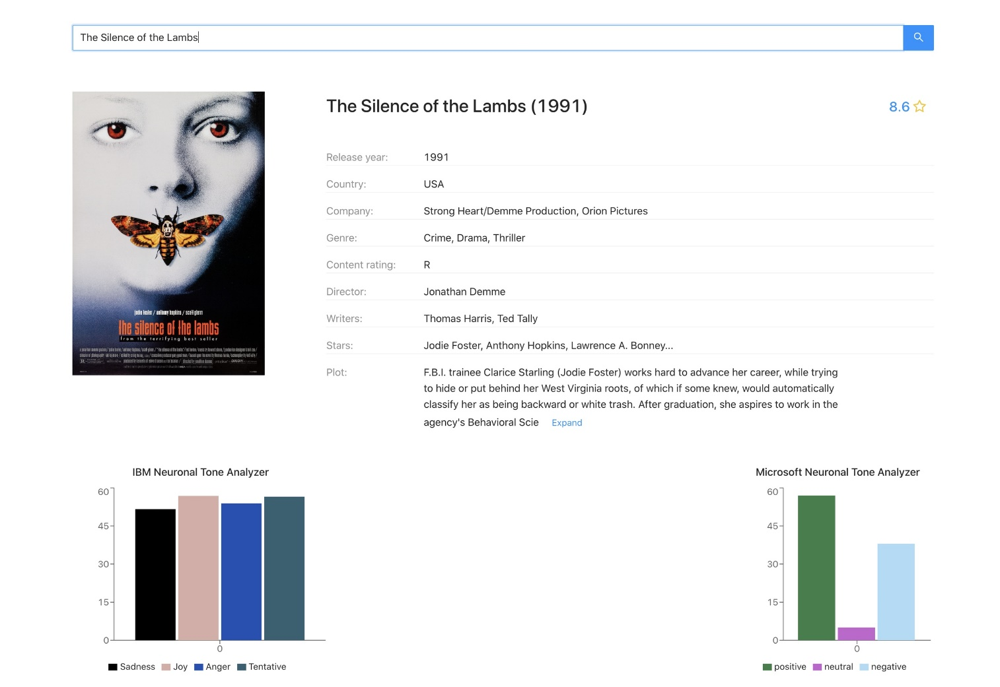 The Silence of the Lambs
The Silence of the Lambs (1991)
8.6
Release year: 1991
Country: USA
Company: Strong Heart/Demme Production, Orion Pictures
Genre: Crime, Drama, Thriller
Content rating: R
Director: Jonathan Demme
Writers: Thomas Harris, Ted Tally
Stars: Jodie Foster, Anthony Hopkins, Lawrence A. Bonney...
Plot: F.B.I. trainee Clarice Starling (Jodie Foster) works hard to advance her career, while trying
to hide or put behind her West Virginia roots, of which if some knew, would automatically
classify her as being backward or white trash. After graduation, she aspires to work in the
agency's Behavioral Scie Expand
jodie foster / anthony hopkins / scott glenn
the silence of the lambs
from the terrifying best seller
IBM Neuronal Tone Analyzer
60
45
30
15
0
0
Sadness Joy Anger Tentative
Microsoft Neuronal Tone Analyzer
60
45
30
15
0
0
positive neutral negative